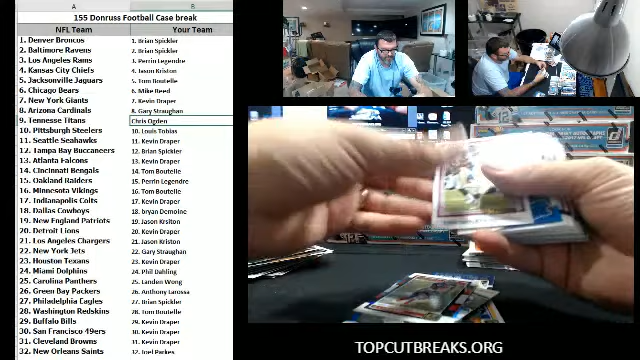 A B
155 Donruss Football Case break
NFL Team Your Team
1. Denver Broncos 1. Brian Spickler
2. Baltimore Ravens 2. Brian Spickler
3. Los Angeles Rams 3. Perrin Legendre
4. Kansas City Chiefs 4. Jason Kriston
5. Jacksonville Jaguars 5. Tom Boutelle
6. Chicago Bears 6. Mike Reed
7. New York Giants 7. Kevin Draper
8. Arizona Cardinals 8. Gary Straughan
9. Tennesse Titans Chris Ogden
10. Pittsburgh Steelers 10. Louis Tobias
11. Seattle Seahawks 11. Kevin Draper
12. Tampa Bay Buccaneers 12. Brian Spickler
13. Atlanta Falcons 13. Kevin Draper
14. Cincinnati Bengals 14. Tom Boutelle
15. Oakland Raiders 15. Perrin Legendre
16. Minnesota Vikings 16. Tom Boutelle
17. Indianapolis Colts 17. Kevin Draper
18. Dallas Cowboys 18. bryan Demoine
19. New England Patriots 19. Jason Krsiton
20. Detroit Lions 20. Kevin Draper
21. Los Angeles Chargers 21. Jason Kriston
22. New York Jets 22. Gary Straughan
23. Houston Texans 23. Kevin Draper
24. Miami Dolphins 24. Phil Dahling
25. Carolina Panthers 25. Landen Wong
26. Green Bay Packers 26. Anthony Larossa
27. Philadelphia Eagles 27. Brian Spickler
28. Washington Redskins 28. Tom Boutelle
29. Buffalo Bills 29. Kevin Draper
30. San Francisco 49ers 30. Kevin Draper
31. Cleveland Browns 31. Kevin Draper
32. New Orleans Saints 32. Joel Parkes
TOPCUTBREAKS.ORG